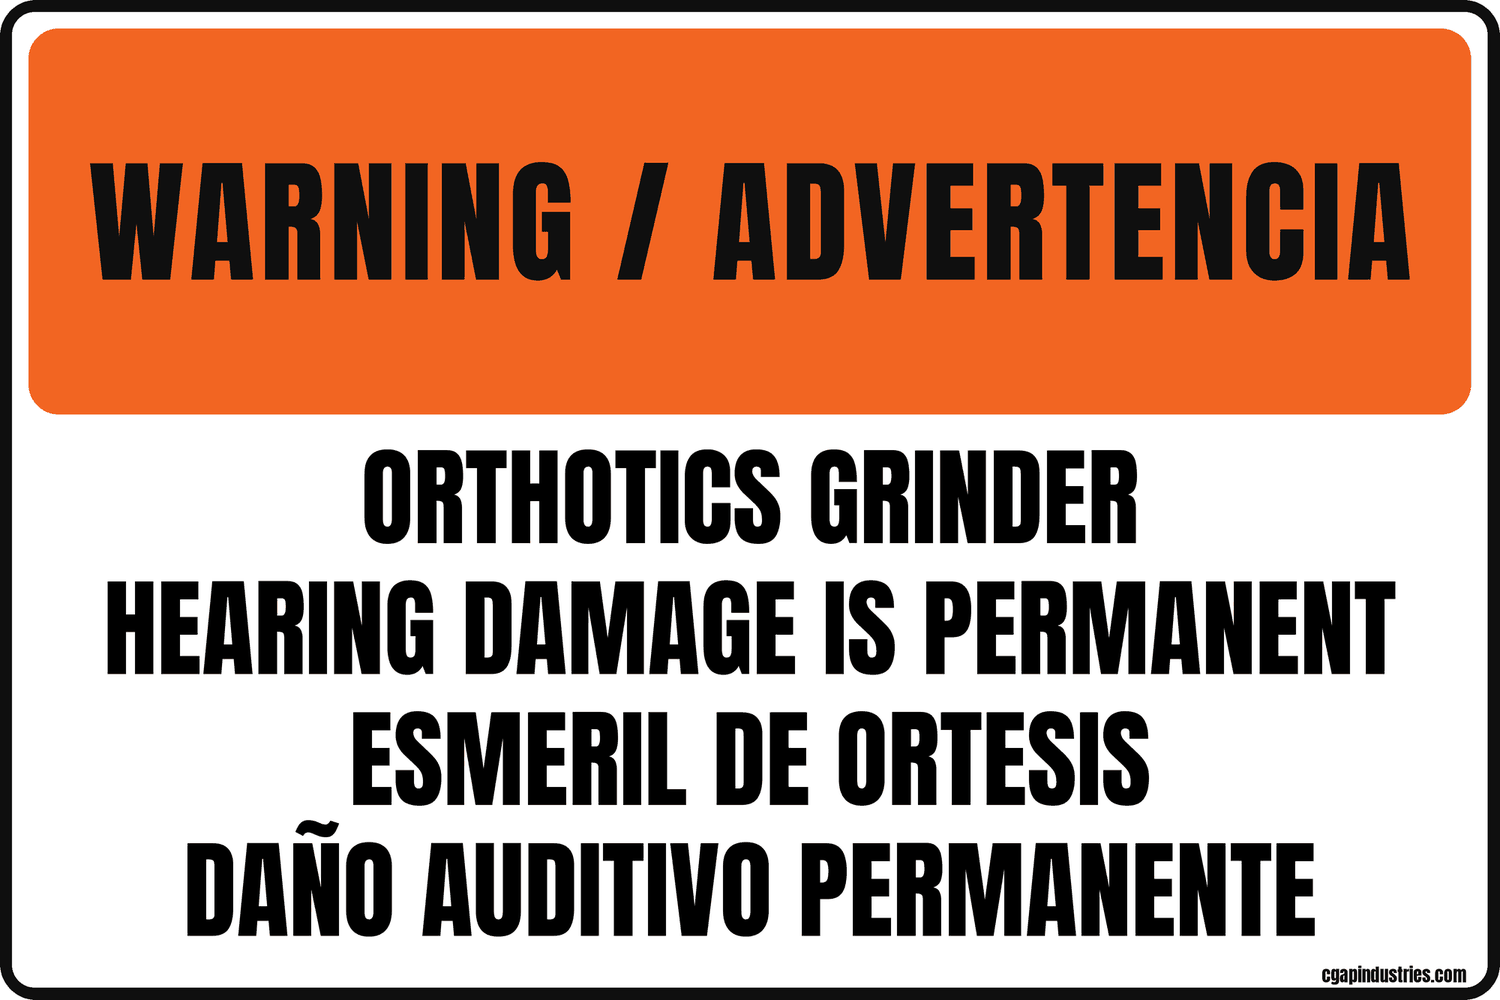 WARNING / ADVERTENCIA
ORTHOTICS GRINDER
HEARING DAMAGE IS PERMANENT
ESMERIL DE ORTESIS
DAÑO AUDITIVO PERMANENTE
cgapindustries.com